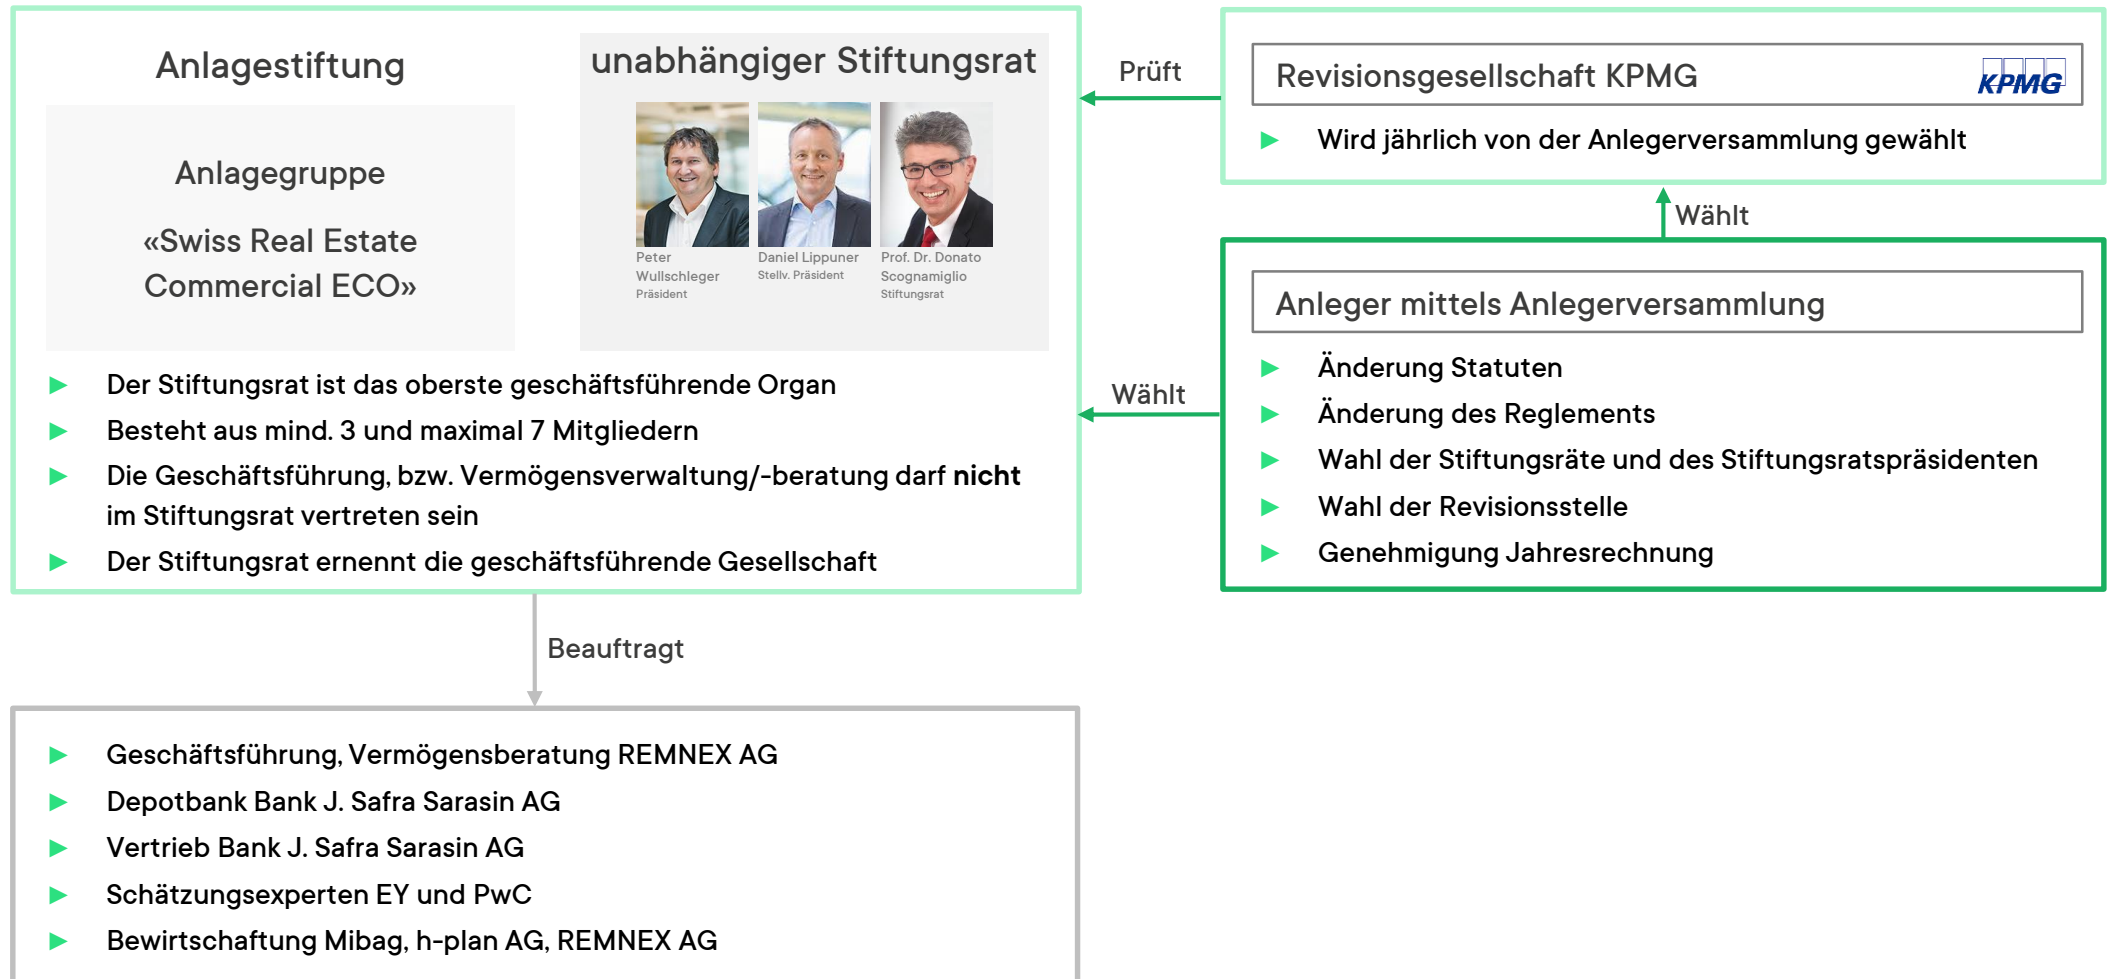 Anlagestiftung
Anlagegruppe
«Swiss Real Estate
Commercial ECO»
unabhängiger Stiftungsrat
Peter
Wullschleger
Präsident
Daniel Lippuner
Stellv. Präsident
Prof. Dr. Donato
Scognamiglio
Stiftungsrat
► Der Stiftungsrat ist das oberste geschäftsführende Organ
► Besteht aus mind. 3 und maximal 7 Mitgliedern
► Die Geschäftsführung, bzw. Vermögensverwaltung/-beratung darf nicht
im Stiftungsrat vertreten sein
► Der Stiftungsrat ernennt die geschäftsführende Gesellschaft
Prüft
Revisionsgesellschaft KPMG
KPMG
► Wird jährlich von der Anlegerversammlung gewählt
Wählt
Anleger mittels Anlegerversammlung
► Änderung Statuten
► Änderung des Reglements
► Wahl der Stiftungsräte und des Stiftungsratspräsidenten
► Wahl der Revisionsstelle
► Genehmigung Jahresrechnung
Wählt
Beauftragt
► Geschäftsführung, Vermögensberatung REMNEX AG
► Depotbank Bank J. Safra Sarasin AG
► Vertrieb Bank J. Safra Sarasin AG
► Schätzungsexperten EY und PwC
► Bewirtschaftung Mibag, h-plan AG, REMNEX AG